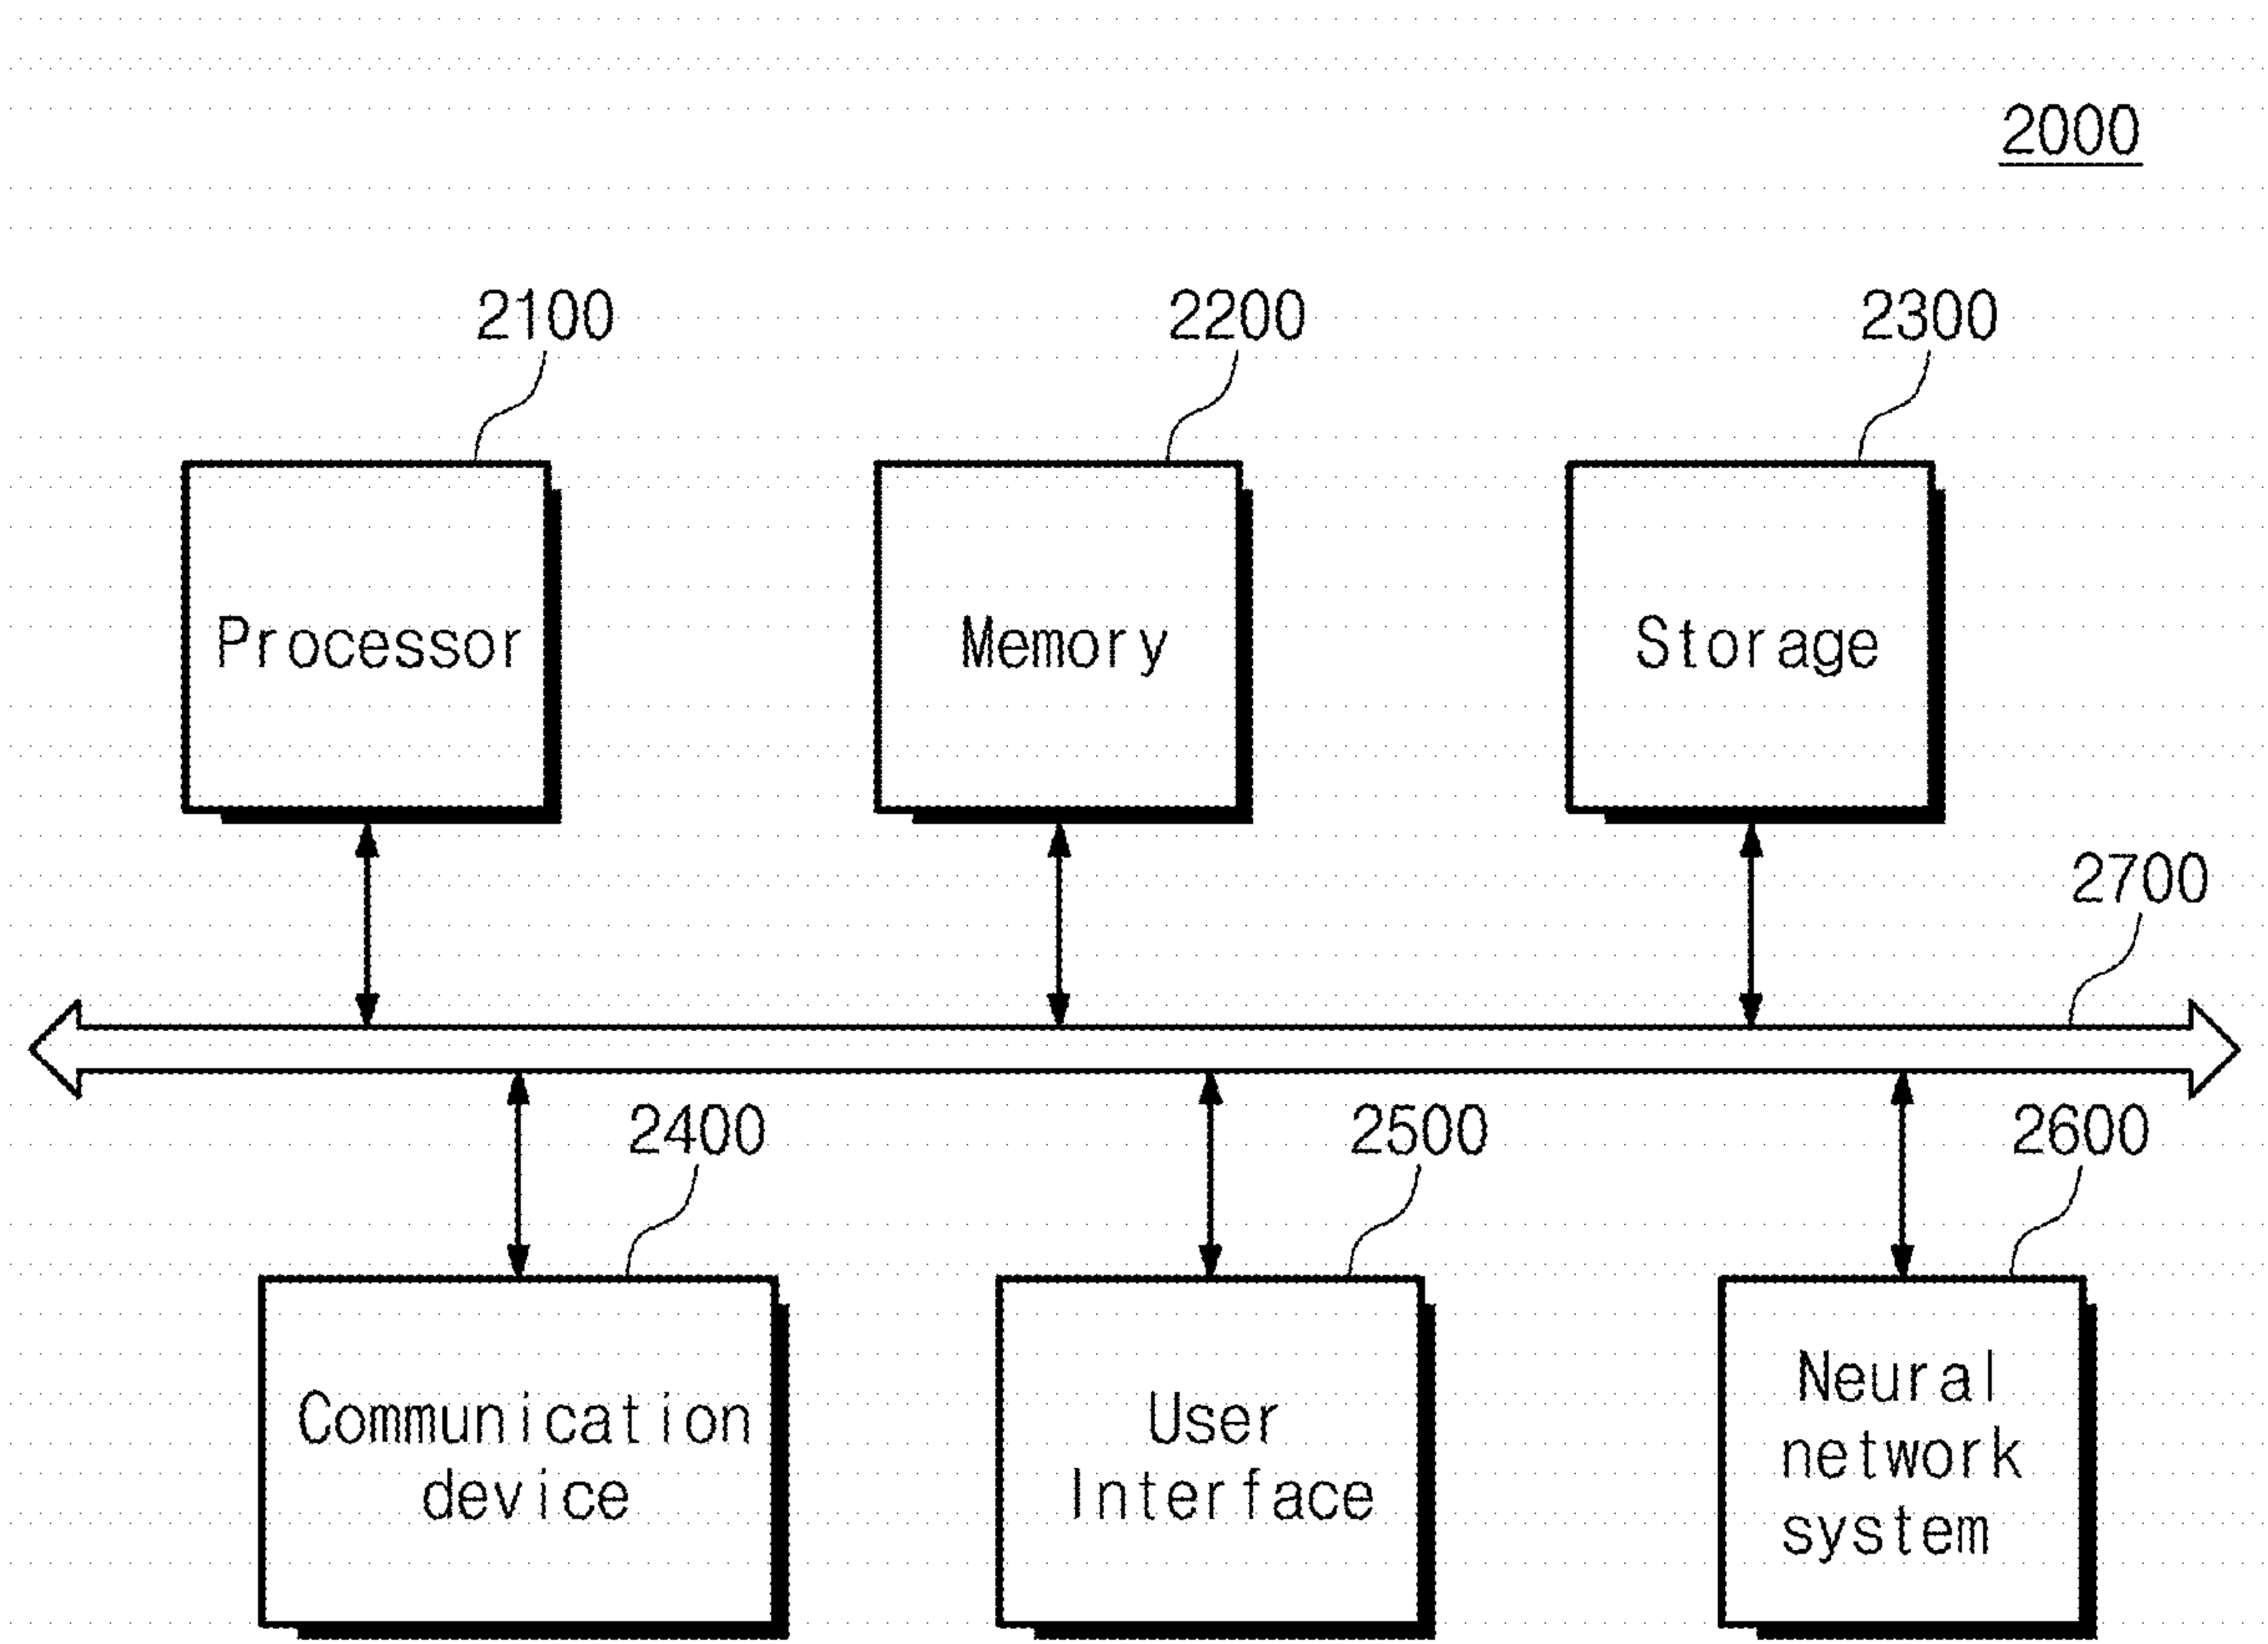 2000
2100
2200
2300
Processor
Memory
Storage
2700
2400
2500
2600
Communication
device
User
Interface
Neural
network
system